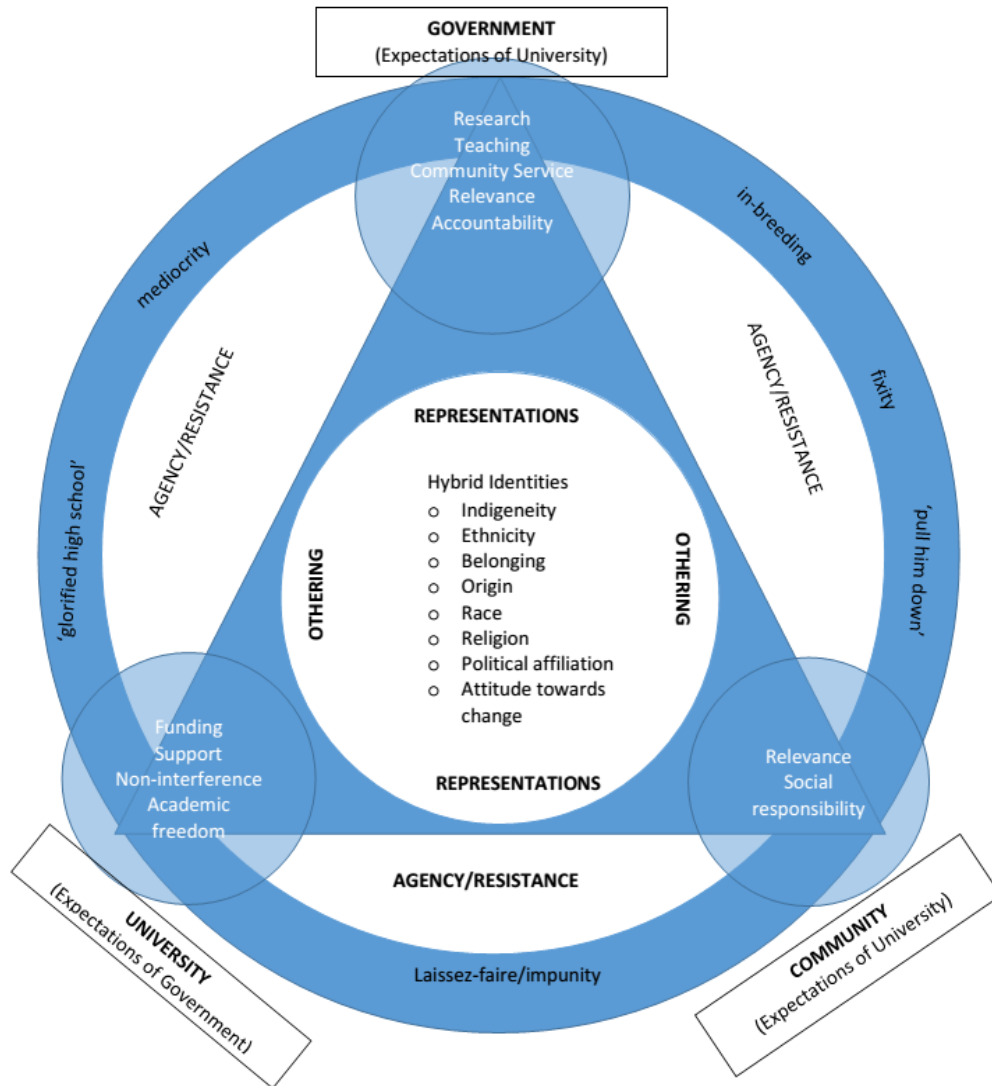 GOVERNMENT
(Expectations of University)
Research
Teaching
Community Service
Relevance
Accountability
mediocrity
in-breeding
AGENCY/RESISTANCE
AGENCY/RESISTANCE
fixity
'glorified high school'
'pull him down'
REPRESENTATIONS
Hybrid Identities
o Indigeneity
o Ethnicity
o Belonging
o Origin
o Race
o Religion
o Political affiliation
o Attitude towards
change
OTHERING
OTHERING
REPRESENTATIONS
Funding
Support
Non-interference
Academic
freedom
Relevance
Social
responsibility
AGENCY/RESISTANCE
Laissez-faire/impunity
UNIVERSITY
(Expectations of Government)
COMMUNITY
(Expectations of University)